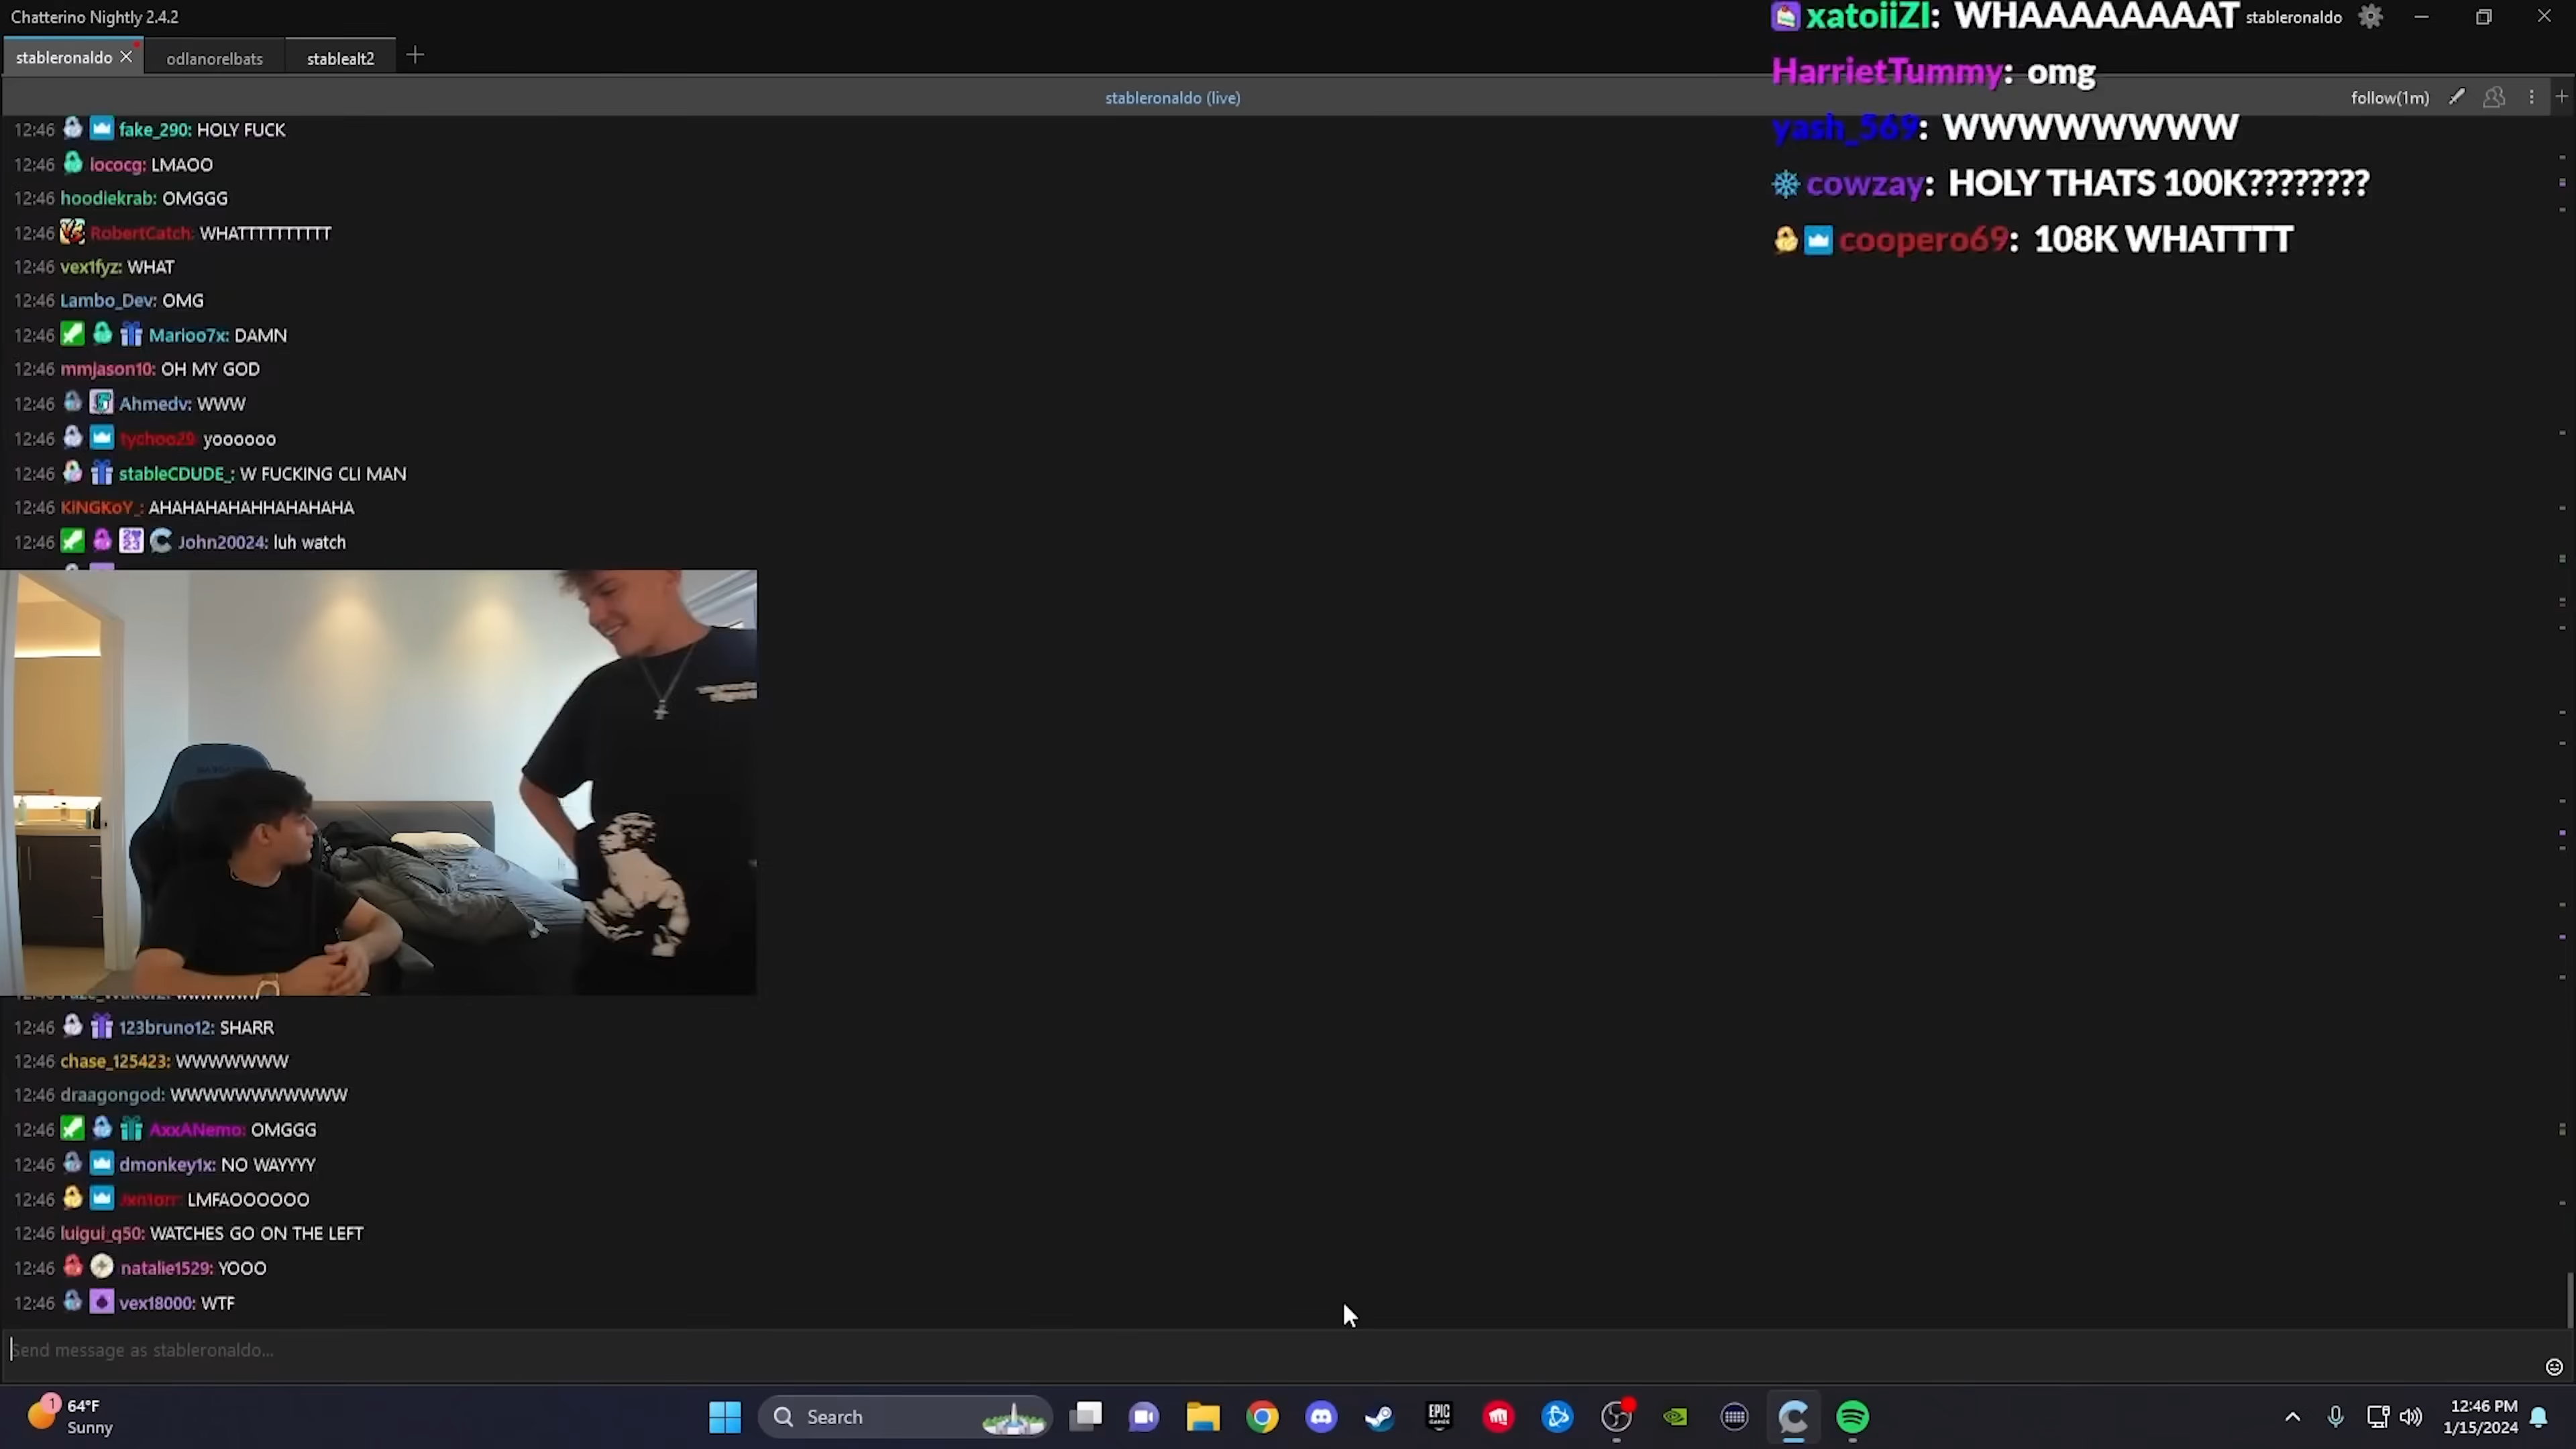 Chatterino Nightly 2.4.2
stableronaldo
stableronaldo
odlanorelbats
stablealt2
stableronaldo (live)
follow(1m)
xatoiiZI: WHAAAAAAAAT
HarrietTummy: omg
yash_569: WWWWWWWW
cowzay: HOLY THATS 100K????????
coopero69: 108K WHATTTT
12:46 fake_290: HOLY FUCK
12:46 lococg: LMAOO
12:46 hoodiekrab: OMGGG
12:46 RobertCatch: WHATTTTTTTTTT
12:46 vex1fyz: WHAT
12:46 Lambo_Dev: OMG
12:46 Marioo7x: DAMN
12:46 mmjason10: OH MY GOD
12:46 Ahmedv: WWW
12:46 tychoo29 yoooooo
12:46 stableCDUDE_: W FUCKING CLI MAN
12:46 KiNGKoY_: AHAHAHAHAHHAHAHAHA
12:46 John20024: luh watch
12:46 123bruno12: SHARR
12:46 chase_125423: WWWWWWW
12:46 draagongod: WWWWWWWWWWWW
12:46 AxxANemo: OMGGG
12:46 dmonkey1x: NO WAYYYY
12:46 LMFAOOOOOO
12:46 luigui_q50: WATCHES GO ON THE LEFT
12:46 natalie1529: YOOO
12:46 vex18000: WTF
Send message as stableronaldo...
1
64°F
Sunny
Search
EPIC GAMES
12:46 PM
1/15/2024